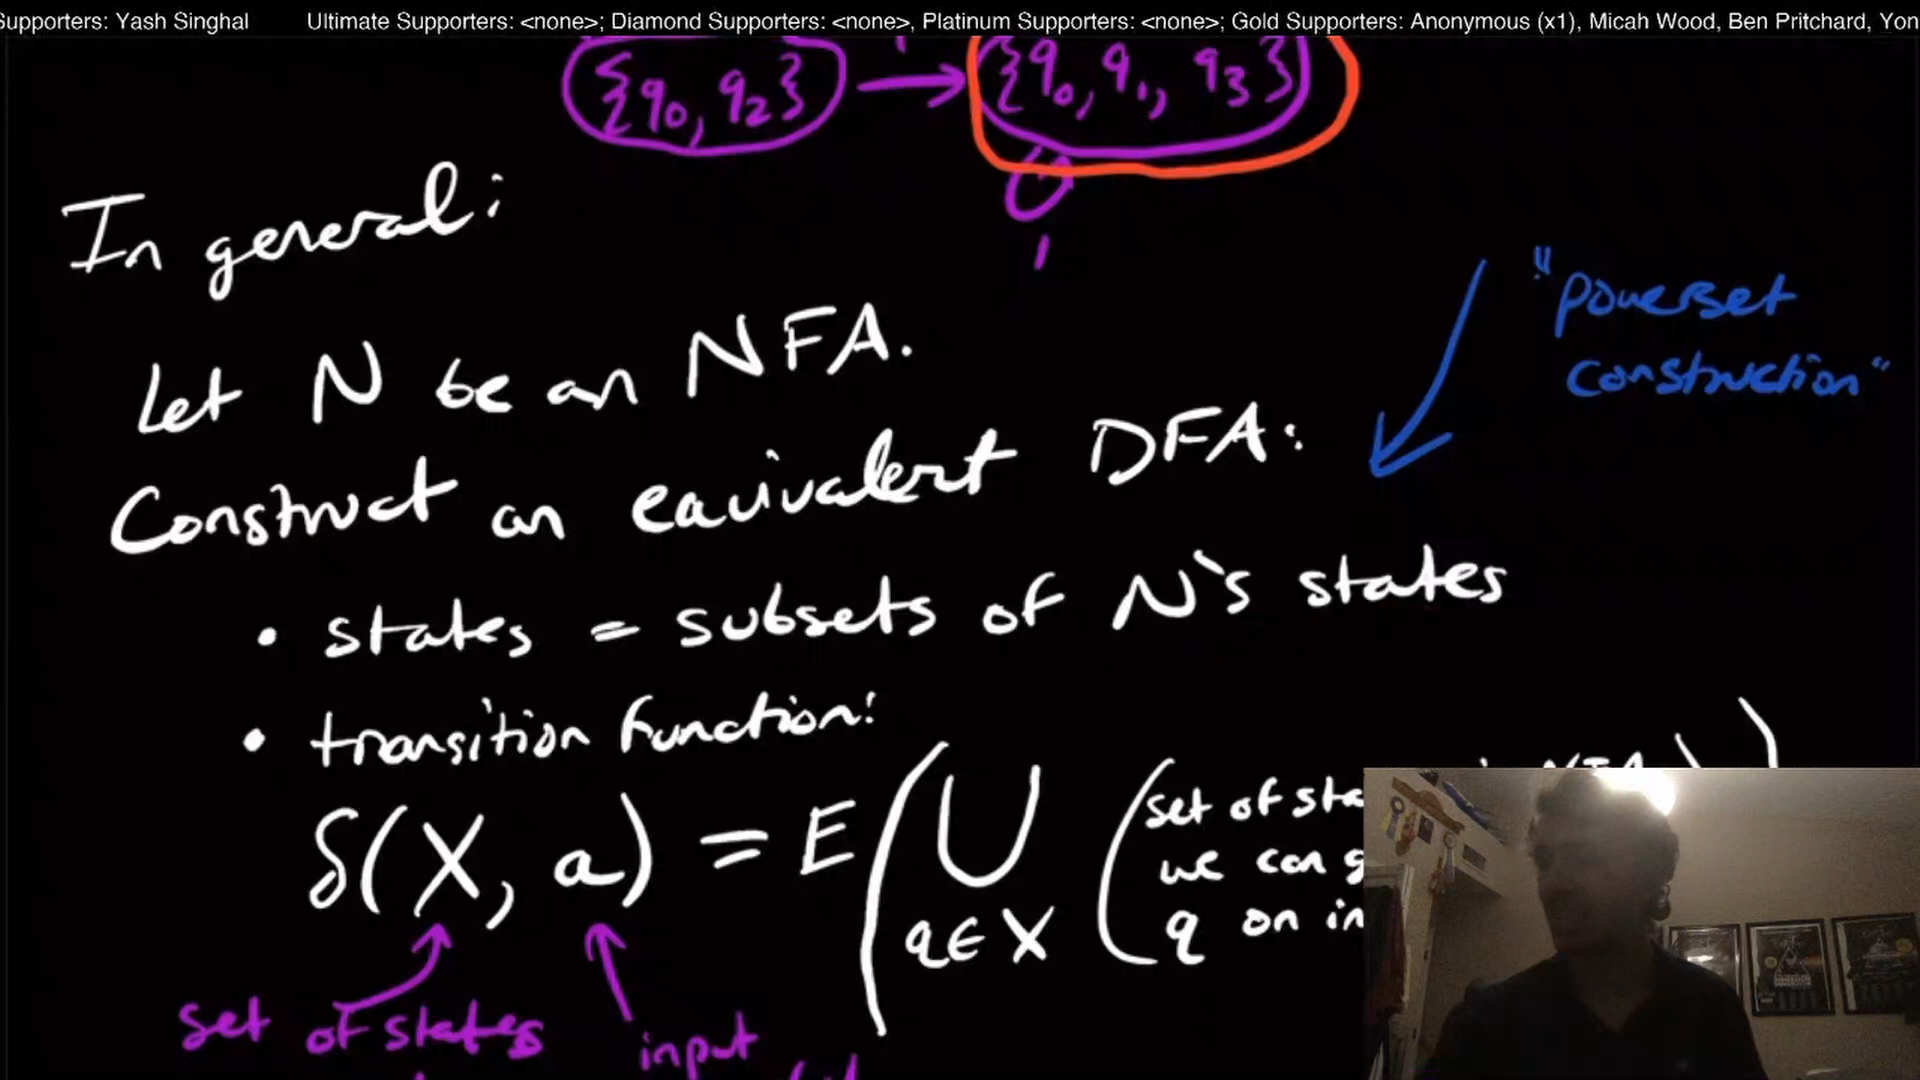 Supporters: Yash Singhal Ultimate Supporters: <none>; Diamond Supporters: <none>, Platinum Supporters: <none>; Gold Supporters: Anonymous (x1), Micah Wood, Ben Pritchard, Yon
{q0, q2} → {q0, q1, q3}
1
In general:
"powerset
construction"
Let N be an NFA.
Construct an equivalent DFA:
• states = subsets of N's states
• transition function:
δ(X, a) = E(⋃ q∈X (set of sta
we can g
q on in
set of states
input